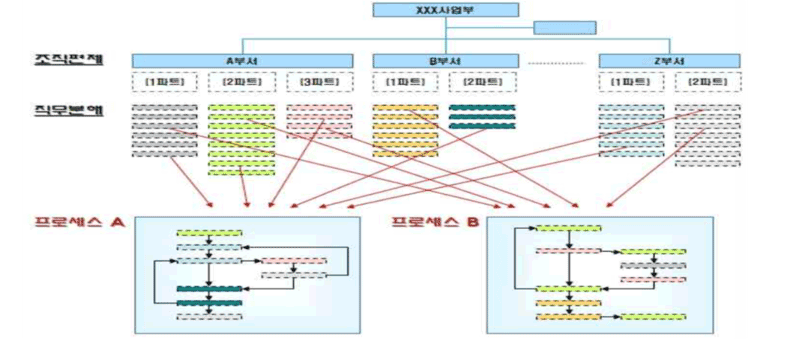 XXX사업부
조직편제
A부서
B부서
Z부서
[1파트]
[2파트]
[3파트]
[1파트]
[2파트]
[1파트]
[2파트]
직무분해
프로세스 A
프로세스 B